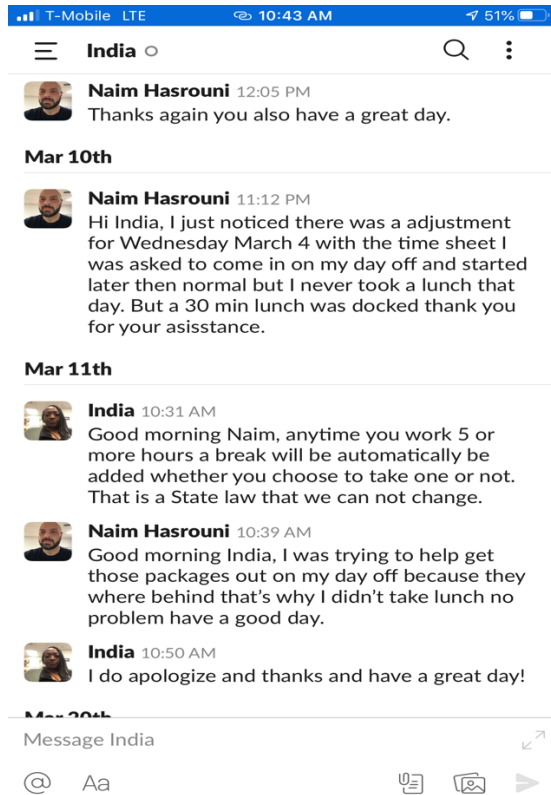 T-Mobile LTE 10:43 AM 51%
India
Naim Hasrouni 12:05 PM
Thanks again you also have a great day.
Mar 10th
Naim Hasrouni 11:12 PM
Hi India, I just noticed there was a adjustment
for Wednesday March 4 with the time sheet I
was asked to come in on my day off and started
later then normal but I never took a lunch that
day. But a 30 min lunch was docked thank you
for your asisstance.
Mar 11th
India 10:31 AM
Good morning Naim, anytime you work 5 or
more hours a break will be automatically be
added whether you choose to take one or not.
That is a State law that we can not change.
Naim Hasrouni 10:39 AM
Good morning India, I was trying to help get
those packages out on my day off because they
where behind that's why I didn't take lunch no
problem have a good day.
India 10:50 AM
I do apologize and thanks and have a great day!
Mar 20th
Message India
@ Aa